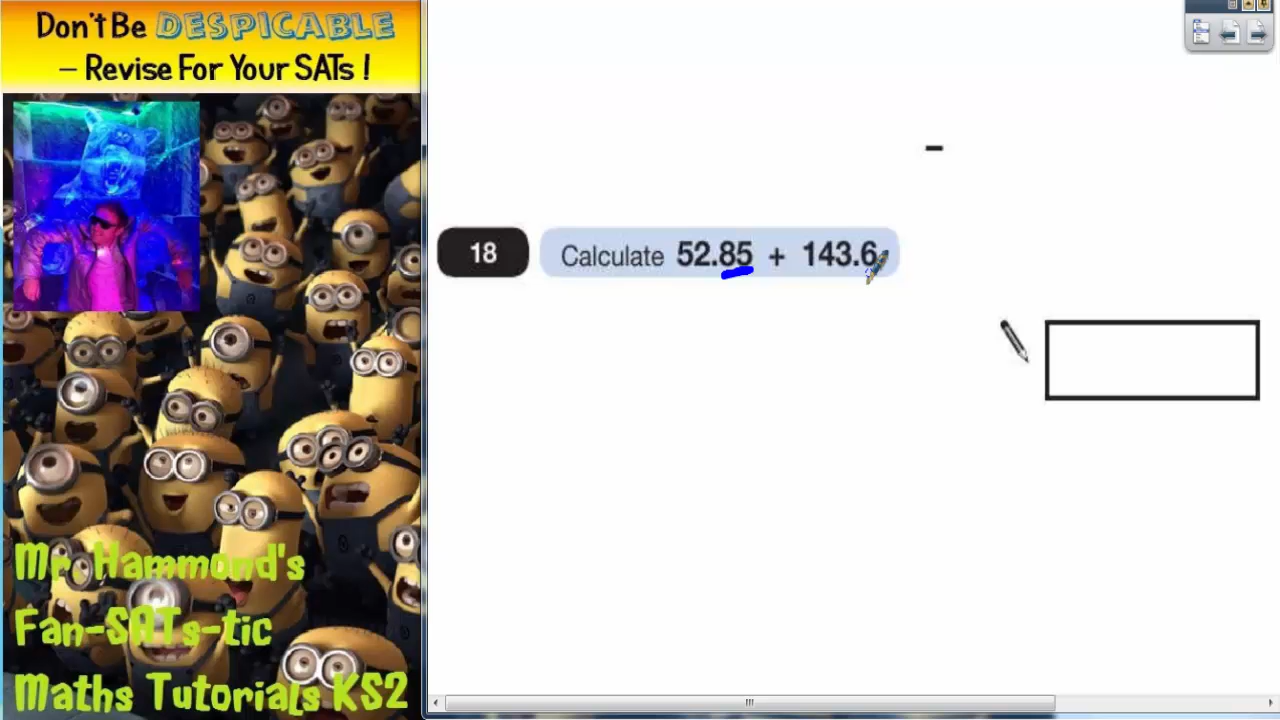 Don't Be DESPICABLE
– Revise For Your SATs !
18
Calculate 52.85 + 143.6
Mr. Hammond's
Fan-SATs-tic
Maths Tutorials KS2